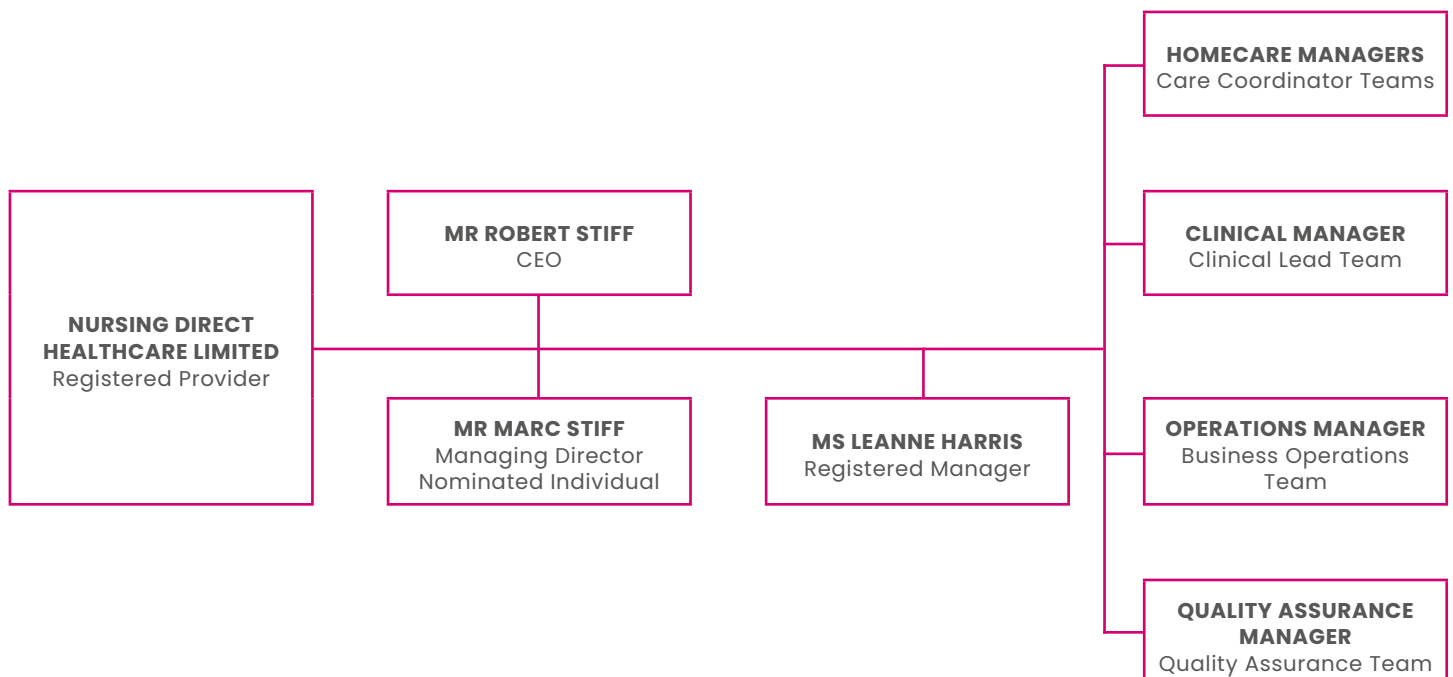 NURSING DIRECT
HEALTHCARE LIMITED
Registered Provider
MR ROBERT STIFF
CEO
MR MARC STIFF
Managing Director
Nominated Individual
MS LEANNE HARRIS
Registered Manager
HOMECARE MANAGERS
Care Coordinator Teams
CLINICAL MANAGER
Clinical Lead Team
OPERATIONS MANAGER
Business Operations
Team
QUALITY ASSURANCE
MANAGER
Quality Assurance Team